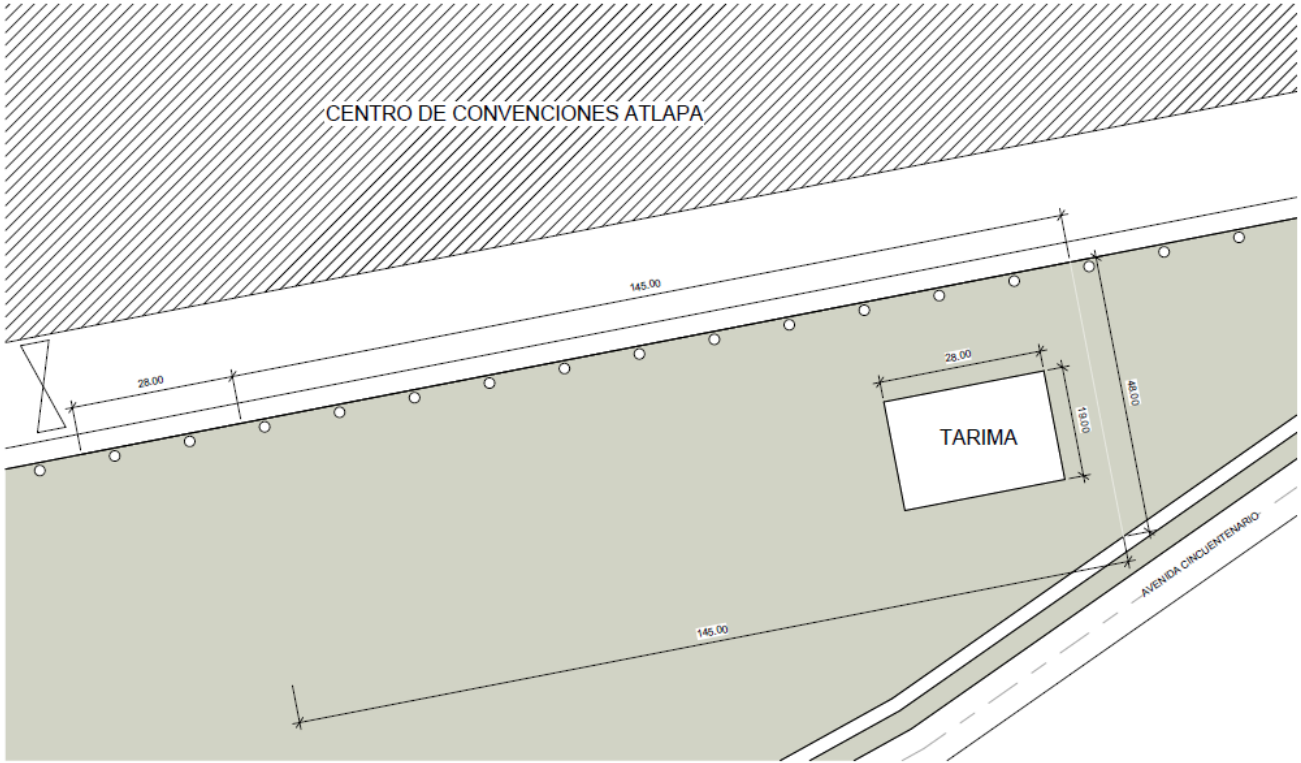 CENTRO DE CONVENCIONES ATLAPA
145.00
28.00
28.00
48.00
19.00
TARIMA
AVENIDA CINCUENTENARIO
145.00